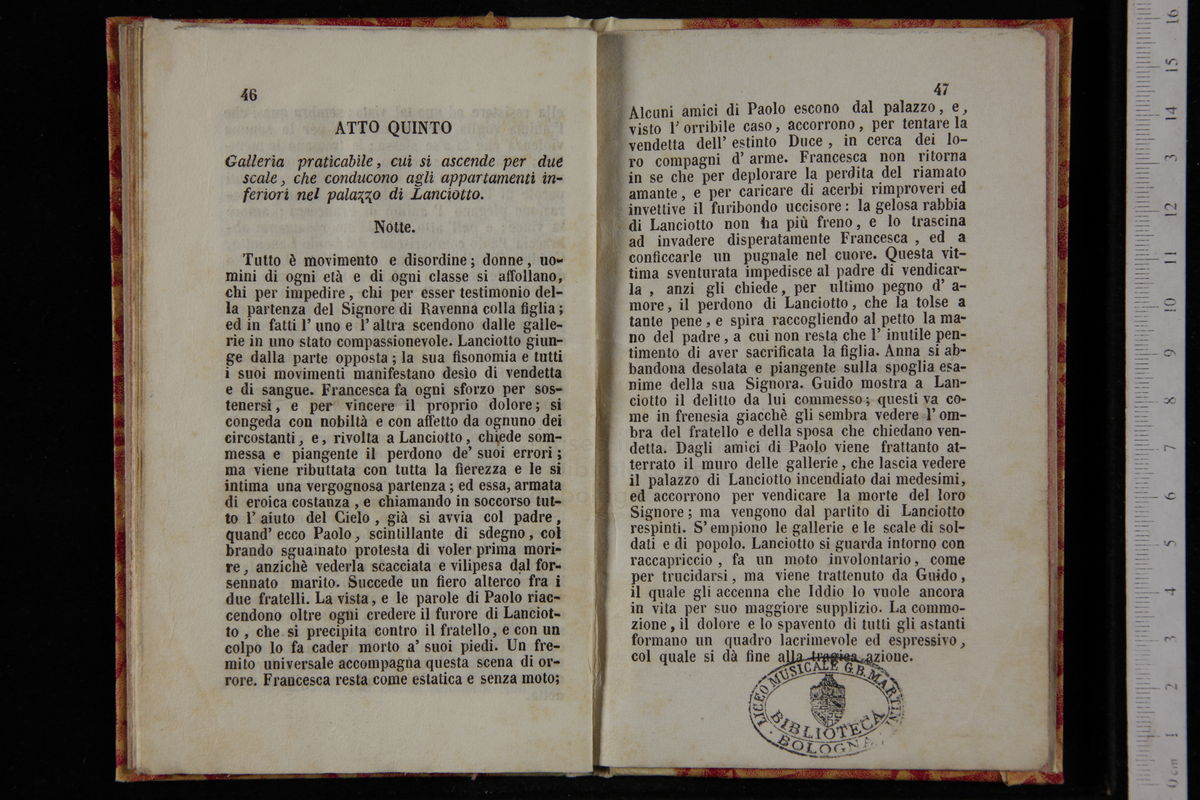 46
ATTO QUINTO
Galleria praticabile, cui si ascende per due
scale, che conducono agli appartamenti in-
feriori nel palazzo di Lanciotto.
Notte.
Tutto è movimento e disordine; donne, uo-
mini di ogni età e di ogni classe si affollano,
chi per impedire, chi per esser testimonio del-
la partenza del Signore di Ravenna colla figlia;
ed in fatti l' uno e l' altra scendono dalle galle-
rie in uno stato compassionevole. Lanciotto giun-
ge dalla parte opposta; la sua fisonomia e tutti
i suoi movimenti manifestano desìo di vendetta
e di sangue. Francesca fa ogni sforzo per sos-
tenersi, e per vincere il proprio dolore; si
congeda con nobiltà e con affetto da ognuno dei
circostanti, e, rivolta a Lanciotto, chiede som-
messa e piangente il perdono de' suoi errori;
ma viene ributtata con tutta la fierezza e le si
intima una vergognosa partenza; ed essa, armata
di eroica costanza, e chiamando in soccorso tut-
to l' aiuto del Cielo, già si avvia col padre,
quand' ecco Paolo, scintillante di sdegno, col
brando sguainato protesta di voler prima mori-
re, anzichè vederla scacciata e vilipesa dal for-
sennato marito. Succede un fiero alterco fra i
due fratelli. La vista, e le parole di Paolo riac-
cendono oltre ogni credere il furore di Lanciot-
to, che si precipita contro il fratello, e con un
colpo lo fa cader morto a' suoi piedi. Un fre-
mito universale accompagna questa scena di or-
rore. Francesca resta come estatica e senza moto;
47
Alcuni amici di Paolo escono dal palazzo, e,
visto l' orribile caso, accorrono, per tentare la
vendetta dell' estinto Duce, in cerca dei lo-
ro compagni d' arme. Francesca non ritorna
in se che per deplorare la perdita del riamato
amante, e per caricare di acerbi rimproveri ed
invettive il furibondo uccisore: la gelosa rabbia
di Lanciotto non ha più freno, e lo trascina
ad invadere disperatamente Francesca, ed a
conficcarle un pugnale nel cuore. Questa vit-
tima sventurata impedisce al padre di vendicar-
la, anzi gli chiede, per ultimo pegno d' a-
more, il perdono di Lanciotto, che la tolse a
tante pene, e spira raccogliendo al petto la ma-
no del padre, a cui non resta che l' inutile pen-
timento di aver sacrificata la figlia. Anna si ab-
bandona desolata e piangente sulla spoglia esa-
nime della sua Signora. Guido mostra a Lan-
ciotto il delitto da lui commesso; questi va co-
me in frenesia giacchè gli sembra vedere l' om-
bra del fratello e della sposa che chiedano ven-
detta. Dagli amici di Paolo viene frattanto at-
terrato il muro delle gallerie, che lascia vedere
il palazzo di Lanciotto incendiato dai medesimi,
ed accorrono per vendicare la morte del loro
Signore; ma vengono dal partito di Lanciotto
respinti. S' empiono le gallerie e le scale di sol-
dati e di popolo. Lanciotto si guarda intorno con
raccapriccio, fa un moto involontario, come
per trucidarsi, ma viene trattenuto da Guido,
il quale gli accenna che Iddio lo vuole ancora
in vita per suo maggiore supplizio. La commo-
zione, il dolore e lo spavento di tutti gli astanti
formano un quadro lacrimevole ed espressivo,
col quale si dà fine alla tragica azione.
LICEO MUSICALE G.B. MARTINI
BIBLIOTECA
BOLOGNA
0 cm 1 2 3 4 5 6 7 8 9 10 11 12 3 14 15 16